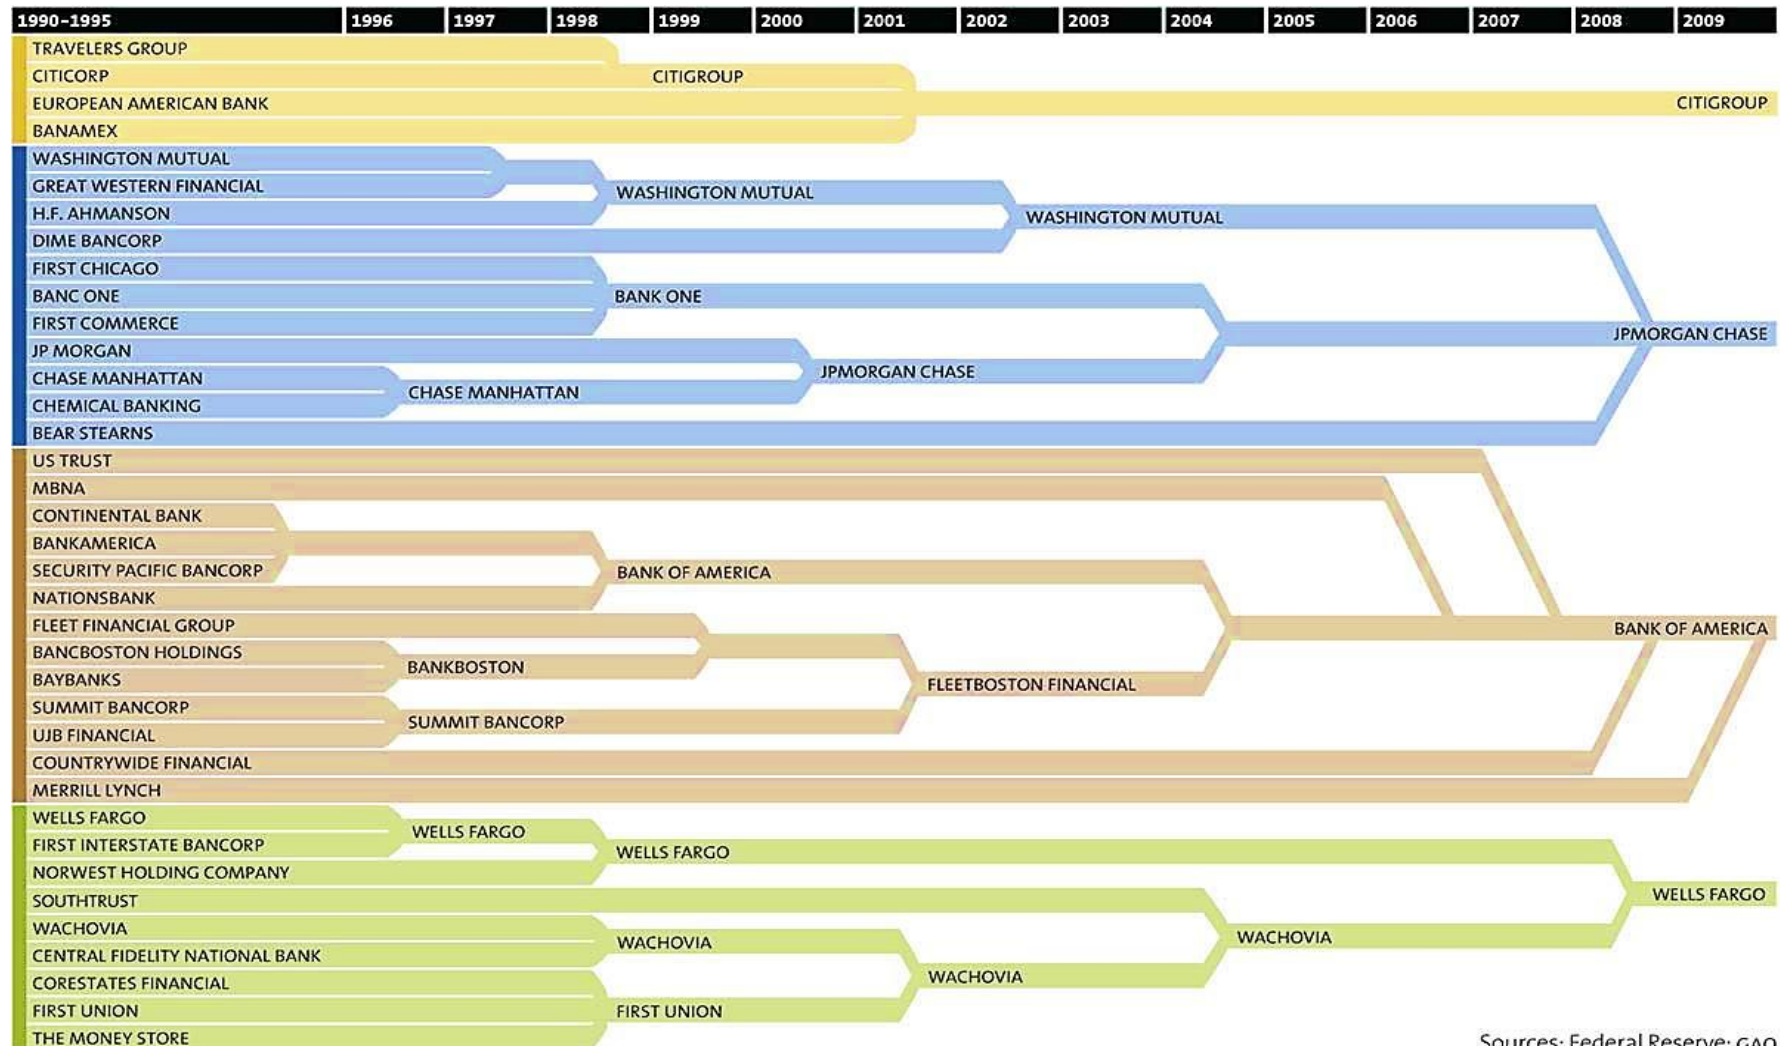 1990-1995 1996 1997 1998 1999 2000 2001 2002 2003 2004 2005 2006 2007 2008 2009
TRAVELERS GROUP
CITICORP CITIGROUP
EUROPEAN AMERICAN BANK CITIGROUP
BANAMEX
WASHINGTON MUTUAL
GREAT WESTERN FINANCIAL
WASHINGTON MUTUAL
H.F. AHMANSON
WASHINGTON MUTUAL
DIME BANCORP
FIRST CHICAGO
BANC ONE BANK ONE
FIRST COMMERCE
JPMORGAN CHASE
JP MORGAN
JPMORGAN CHASE
CHASE MANHATTAN
CHASE MANHATTAN
CHEMICAL BANKING
BEAR STEARNS
US TRUST
MBNA
CONTINENTAL BANK
BANKAMERICA
SECURITY PACIFIC BANCORP BANK OF AMERICA
NATIONSBANK
FLEET FINANCIAL GROUP BANK OF AMERICA
BANCBOSTON HOLDINGS
BANKBOSTON
BAYBANKS
FLEETBOSTON FINANCIAL
SUMMIT BANCORP
SUMMIT BANCORP
UJB FINANCIAL
COUNTRYWIDE FINANCIAL
MERRILL LYNCH
WELLS FARGO
WELLS FARGO
FIRST INTERSTATE BANCORP
WELLS FARGO
NORWEST HOLDING COMPANY
WELLS FARGO
SOUTHTRUST
WACHOVIA
WACHOVIA
WACHOVIA
CENTRAL FIDELITY NATIONAL BANK
WACHOVIA
CORESTATES FINANCIAL
FIRST UNION FIRST UNION
THE MONEY STORE
Sources: Federal Reserve; GAO